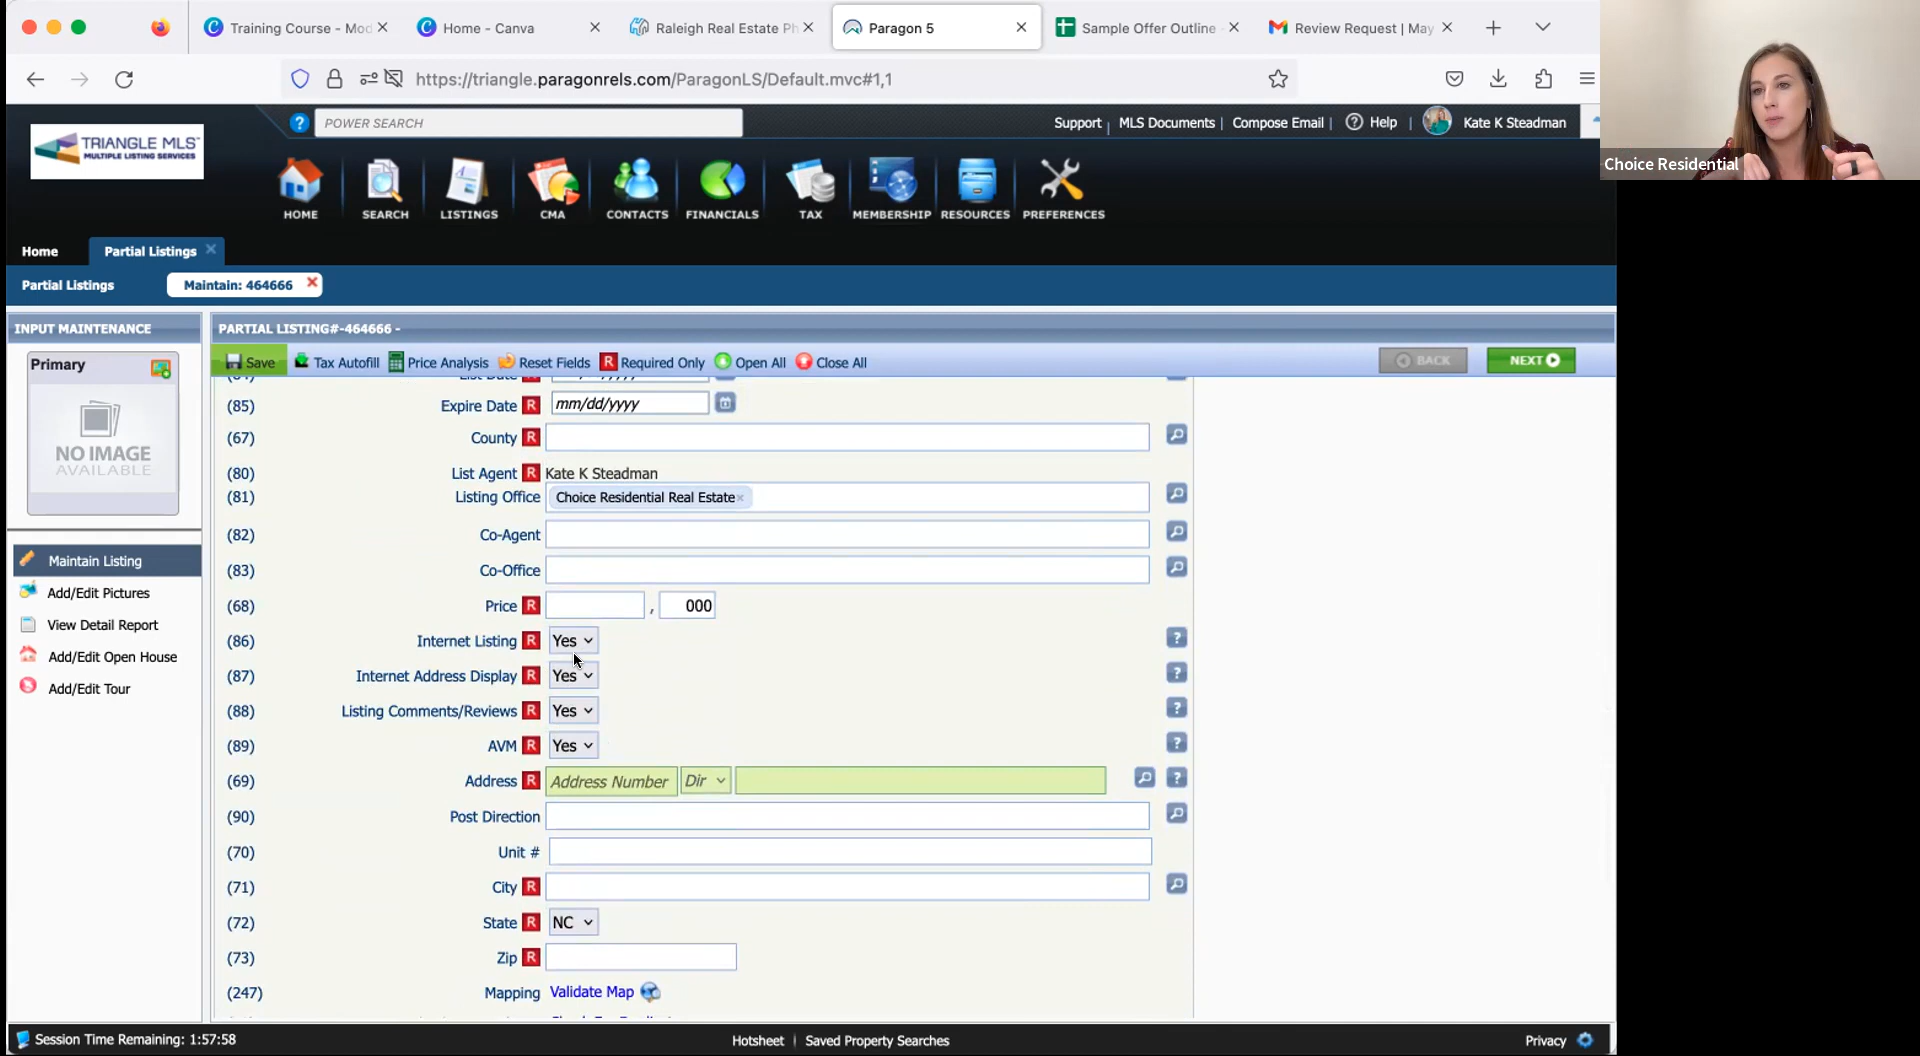 Training Course - Mod
Home - Canva
Raleigh Real Estate Ph
Paragon 5
Sample Offer Outline -
Review Request | May
https://triangle.paragonrels.com/ParagonLS/Default.mvc#1,1
TRIANGLE MLS
MULTIPLE LISTING SERVICES
? POWER SEARCH
Support | MLS Documents | Compose Email | ? Help | Kate K Steadman
Choice Residential
HOME
SEARCH
LISTINGS
CMA
CONTACTS
FINANCIALS
TAX
MEMBERSHIP
RESOURCES
PREFERENCES
Home
Partial Listings
Partial Listings
Maintain: 464666
INPUT MAINTENANCE
Primary
NO IMAGE
AVAILABLE
Maintain Listing
Add/Edit Pictures
View Detail Report
Add/Edit Open House
Add/Edit Tour
PARTIAL LISTING#-464666 -
Save Tax Autofill Price Analysis Reset Fields R Required Only Open All Close All BACK NEXT
(85) Expire Date R mm/dd/yyyy
(67) County R
(80) List Agent R Kate K Steadman
(81) Listing Office Choice Residential Real Estate×
(82) Co-Agent
(83) Co-Office
(68) Price R , 000
(86) Internet Listing R Yes ?
(87) Internet Address Display R Yes ?
(88) Listing Comments/Reviews R Yes ?
(89) AVM R Yes ?
(69) Address R Address Number Dir ?
(90) Post Direction
(70) Unit #
(71) City R
(72) State R NC
(73) Zip R
(247) Mapping Validate Map
Session Time Remaining: 1:57:58
Hotsheet | Saved Property Searches
Privacy